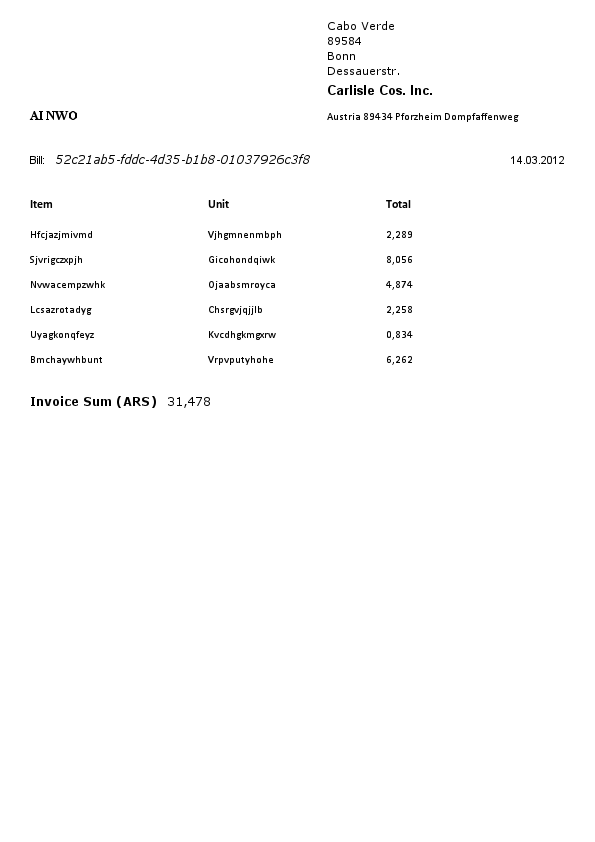 Cabo Verde
89584
Bonn
Dessauerstr.
Carlisle Cos. Inc.
AI NWO
Austria 89434 Pforzheim Dompfaffenweg
Bill: 52c21ab5-fddc-4d35-b1b8-01037926c3f8 14.03.2012
Item Unit Total
Hfcjazjmivmd Vjhgmnenmbph 2,289
Sjvrigczxpjh Gicohondqiwk 8,056
Nvwacempzwhk Ojaabsmroyca 4,874
Lcsazrotadyg Chsrgvjqjjlb 2,258
Uyagkonqfeyz Kvcdhgkmgxrw 0,834
Bmchaywhbunt Vrpvputyhohe 6,262
Invoice Sum (ARS) 31,478